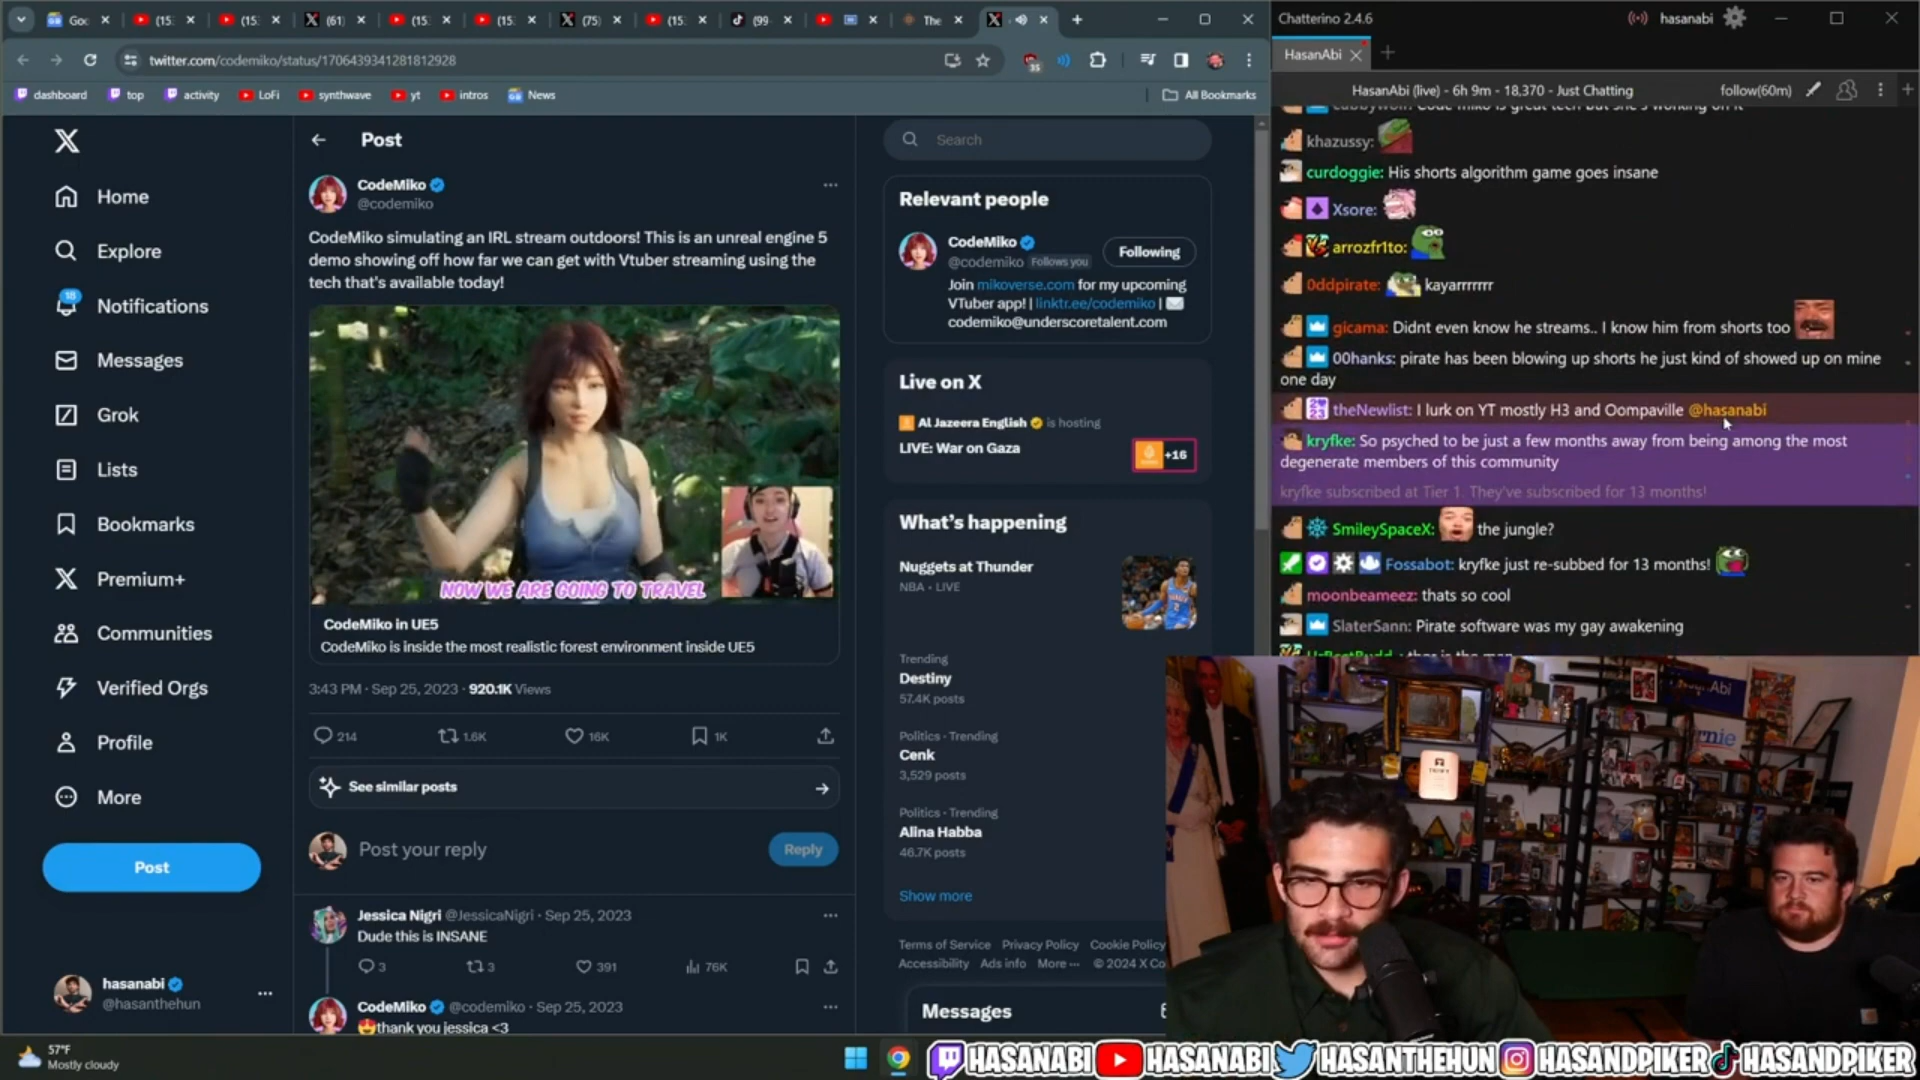 Goo
(15
(15
(61)
(15
(15
(75)
(15
(99
The
Chatterino 2.4.6
hasanabi
twitter.com/codemiko/status/1706439341281812928
35
HasanAbi
dashboard
top
activity
LoFi
synthwave
yt
intros
News
All Bookmarks
HasanAbi (live) - 6h 9m - 18,370 - Just Chatting
follow(60m)
Post
Search
Home
Explore
18
Notifications
Messages
Grok
Lists
Bookmarks
Premium+
Communities
Verified Orgs
Profile
More
Post
hasanabi
@hasanthehun
CodeMiko
@codemiko
CodeMiko simulating an IRL stream outdoors! This is an unreal engine 5
demo showing off how far we can get with Vtuber streaming using the
tech that's available today!
NOW WE ARE GOING TO TRAVEL
CodeMiko in UE5
CodeMiko is inside the most realistic forest environment inside UE5
3:43 PM · Sep 25, 2023 · 920.1K Views
214
1.6K
16K
1K
See similar posts
Post your reply
Reply
Jessica Nigri @JessicaNigri · Sep 25, 2023
Dude this is INSANE
3
3
391
76K
CodeMiko @codemiko · Sep 25, 2023
thank you jessica <3
Relevant people
CodeMiko
@codemiko Follows you
Following
Join mikoverse.com for my upcoming
VTuber app! | linktr.ee/codemiko |
codemiko@underscoretalent.com
Live on X
Al Jazeera English is hosting
LIVE: War on Gaza
+16
What's happening
Nuggets at Thunder
NBA · LIVE
Trending
Destiny
57.4K posts
Politics · Trending
Cenk
3,529 posts
Politics · Trending
Alina Habba
46.7K posts
Show more
Terms of Service Privacy Policy Cookie Policy
Accessibility Ads info More ··· © 2024 X Co
Messages
khazussy:
curdoggie: His shorts algorithm game goes insane
Xsore:
arrozfr1to:
0ddpirate: kayarrrrrrr
gicama: Didnt even know he streams.. I know him from shorts too
00hanks: pirate has been blowing up shorts he just kind of showed up on mine
one day
theNewlist: I lurk on YT mostly H3 and Oompaville @hasanabi
kryfke: So psyched to be just a few months away from being among the most
degenerate members of this community
kryfke subscribed at Tier 1. They've subscribed for 13 months!
SmileySpaceX: the jungle?
Fossabot: kryfke just re-subbed for 13 months!
moonbeameez: thats so cool
SlaterSann: Pirate software was my gay awakening
57°F
Mostly cloudy
HASANABI
HASANABI
HASANTHEHUN
HASANDPIKER
HASANDPIKER